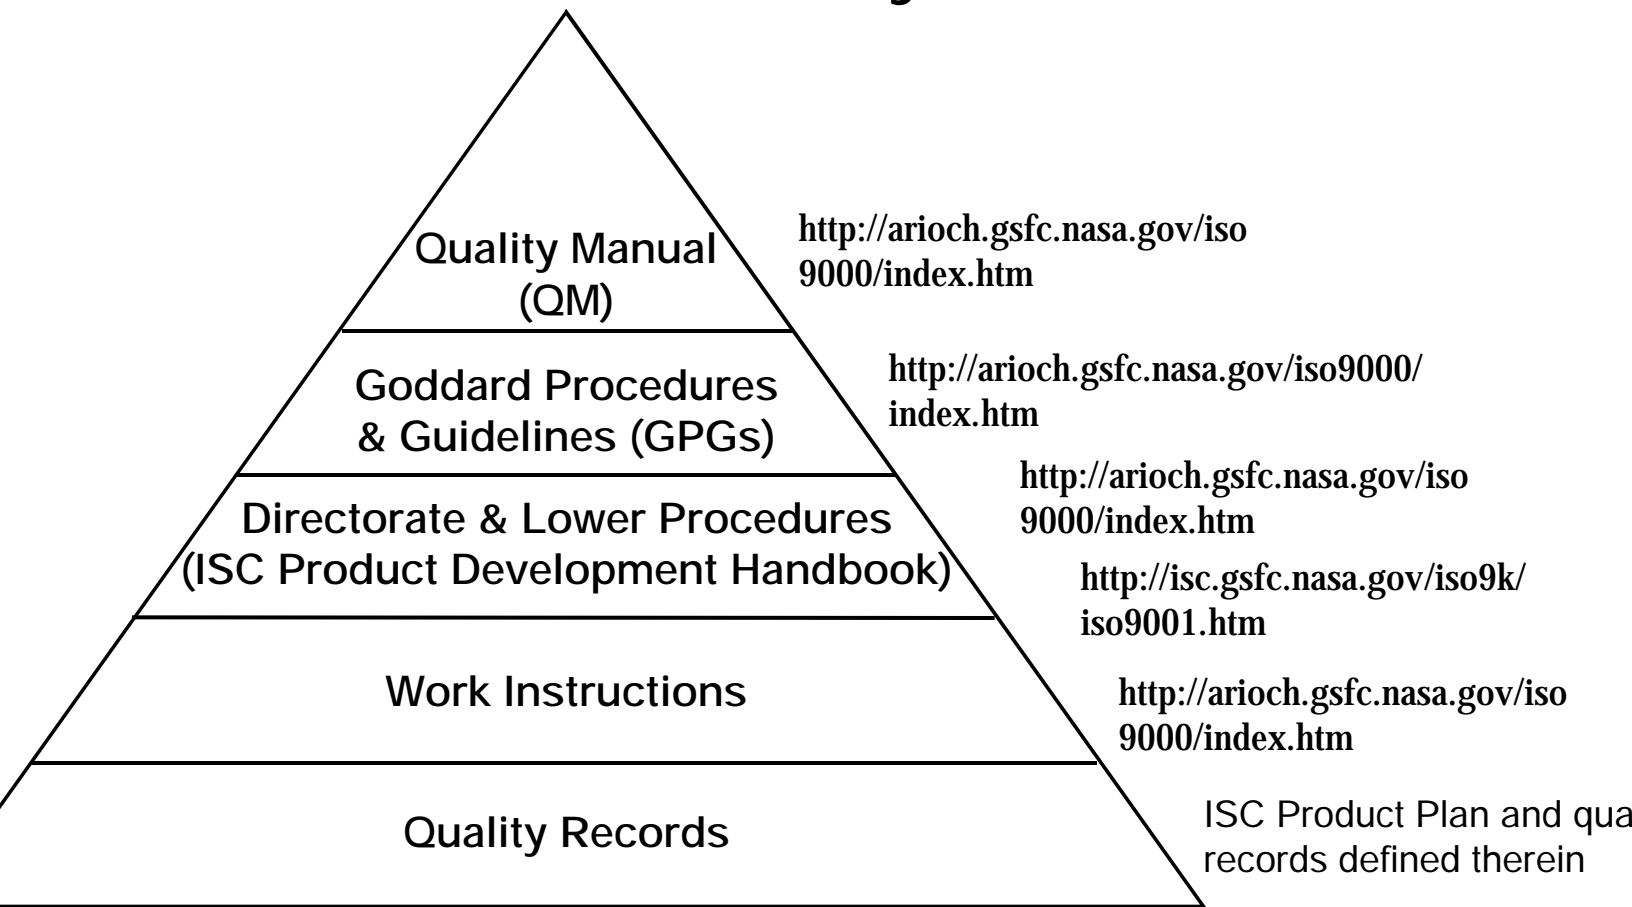 Quality Manual
(QM)
http://arioch.gsfc.nasa.gov/iso
9000/index.htm
Goddard Procedures
& Guidelines (GPGs)
http://arioch.gsfc.nasa.gov/iso9000/
index.htm
Directorate & Lower Procedures
(ISC Product Development Handbook)
http://arioch.gsfc.nasa.gov/iso
9000/index.htm
http://isc.gsfc.nasa.gov/iso9k/
iso9001.htm
Work Instructions
http://arioch.gsfc.nasa.gov/iso
9000/index.htm
Quality Records
ISC Product Plan and qua
records defined therein